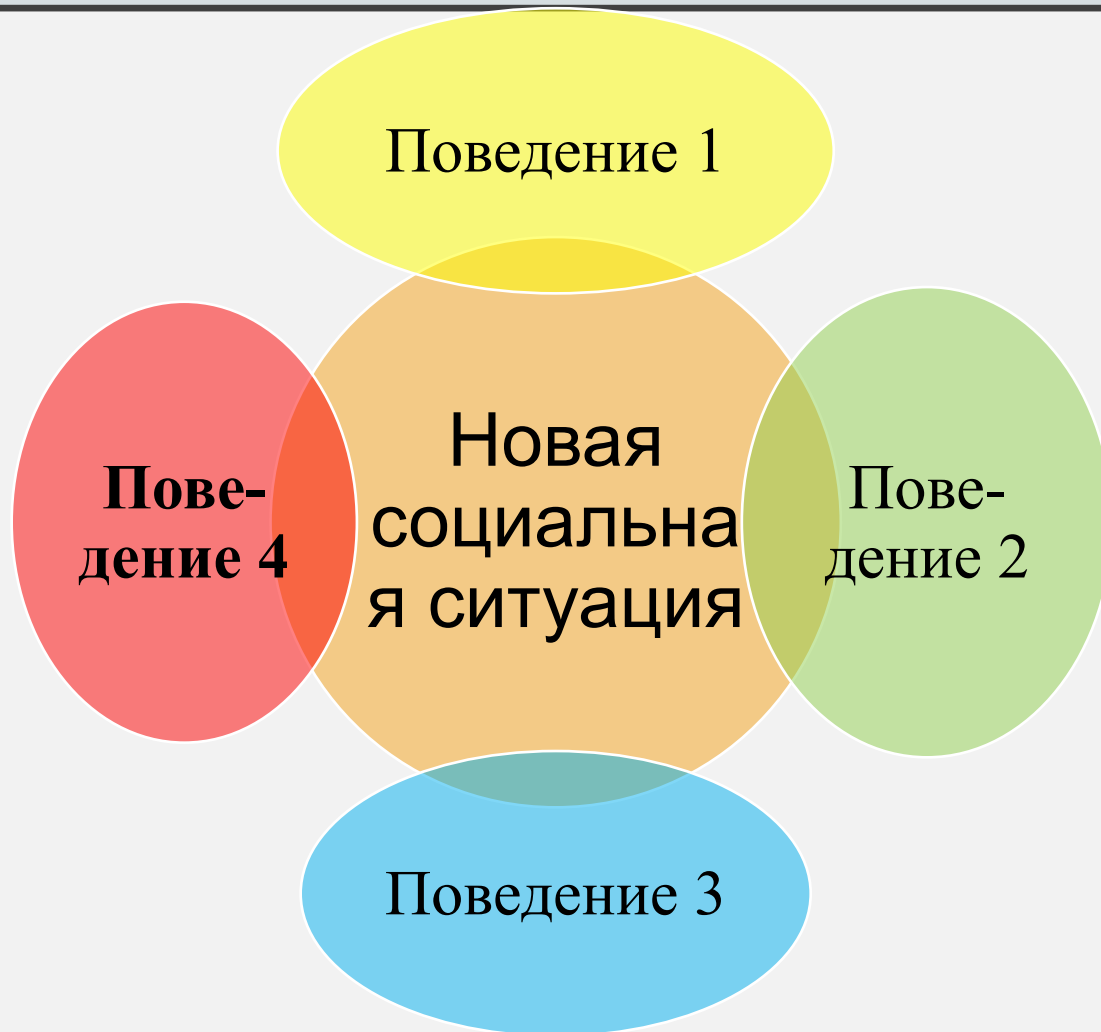 Поведение 1
Новая
социальна
я ситуация
Пове-
дение 4
Пове-
дение 2
Поведение 3